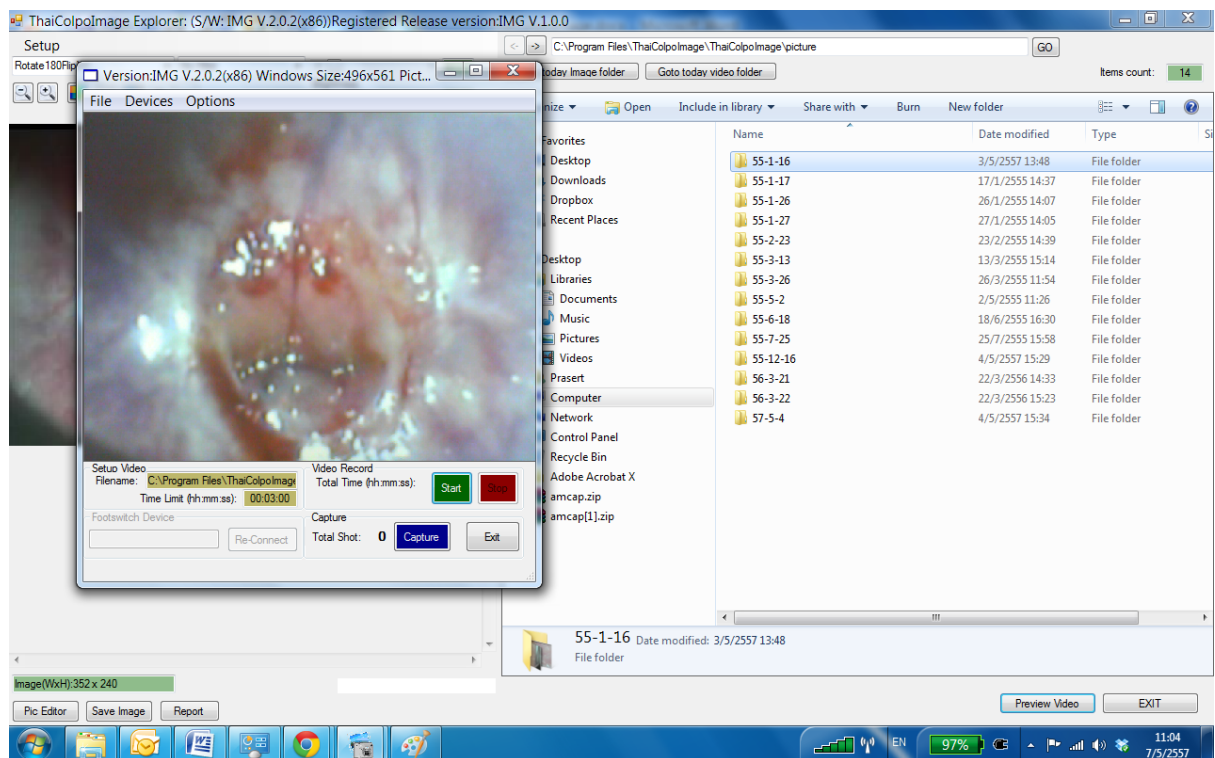 ThaiColpoImage Explorer: (S/W: IMG V.2.0.2(x86))Registered Release version:IMG V.1.0.0
Setup
C:\Program Files\ThaiColpoImage\ThaiColpoImage\picture
GO
Rotate180Flip
Version:IMG V.2.0.2(x86) Windows Size:496x561 Pict...
oday Image folder
Goto today video folder
Items count: 14
File Devices Options
nize
Open
Include in library
Share with
Burn
New folder
Name
Date modified
Type
Si
Favorites
Desktop
Downloads
Dropbox
Recent Places
Desktop
Libraries
Documents
Music
Pictures
Videos
Prasert
Computer
Network
Control Panel
Recycle Bin
Adobe Acrobat X
amcap.zip
amcap[1].zip
55-1-16 3/5/2557 13:48 File folder
55-1-17 17/1/2555 14:37 File folder
55-1-26 26/1/2555 14:07 File folder
55-1-27 27/1/2555 14:05 File folder
55-2-23 23/2/2555 14:39 File folder
55-3-13 13/3/2555 15:14 File folder
55-3-26 26/3/2555 11:54 File folder
55-5-2 2/5/2555 11:26 File folder
55-6-18 18/6/2555 16:30 File folder
55-7-25 25/7/2555 15:58 File folder
55-12-16 4/5/2557 15:29 File folder
56-3-21 22/3/2556 14:33 File folder
56-3-22 22/3/2556 15:23 File folder
57-5-4 4/5/2557 15:34 File folder
Setup Video
Filename: C:\Program Files\ThaiColpoImage
Time Limit (hh:mm:ss): 00:03:00
Video Record
Total Time (hh:mm:ss):
Start
Stop
Footswitch Device
Re-Connect
Capture
Total Shot: 0
Capture
Exit
55-1-16 Date modified: 3/5/2557 13:48
File folder
Image(WxH):352 x 240
Pic Editor
Save Image
Report
Preview Video
EXIT
EN
97%
11:04
7/5/2557